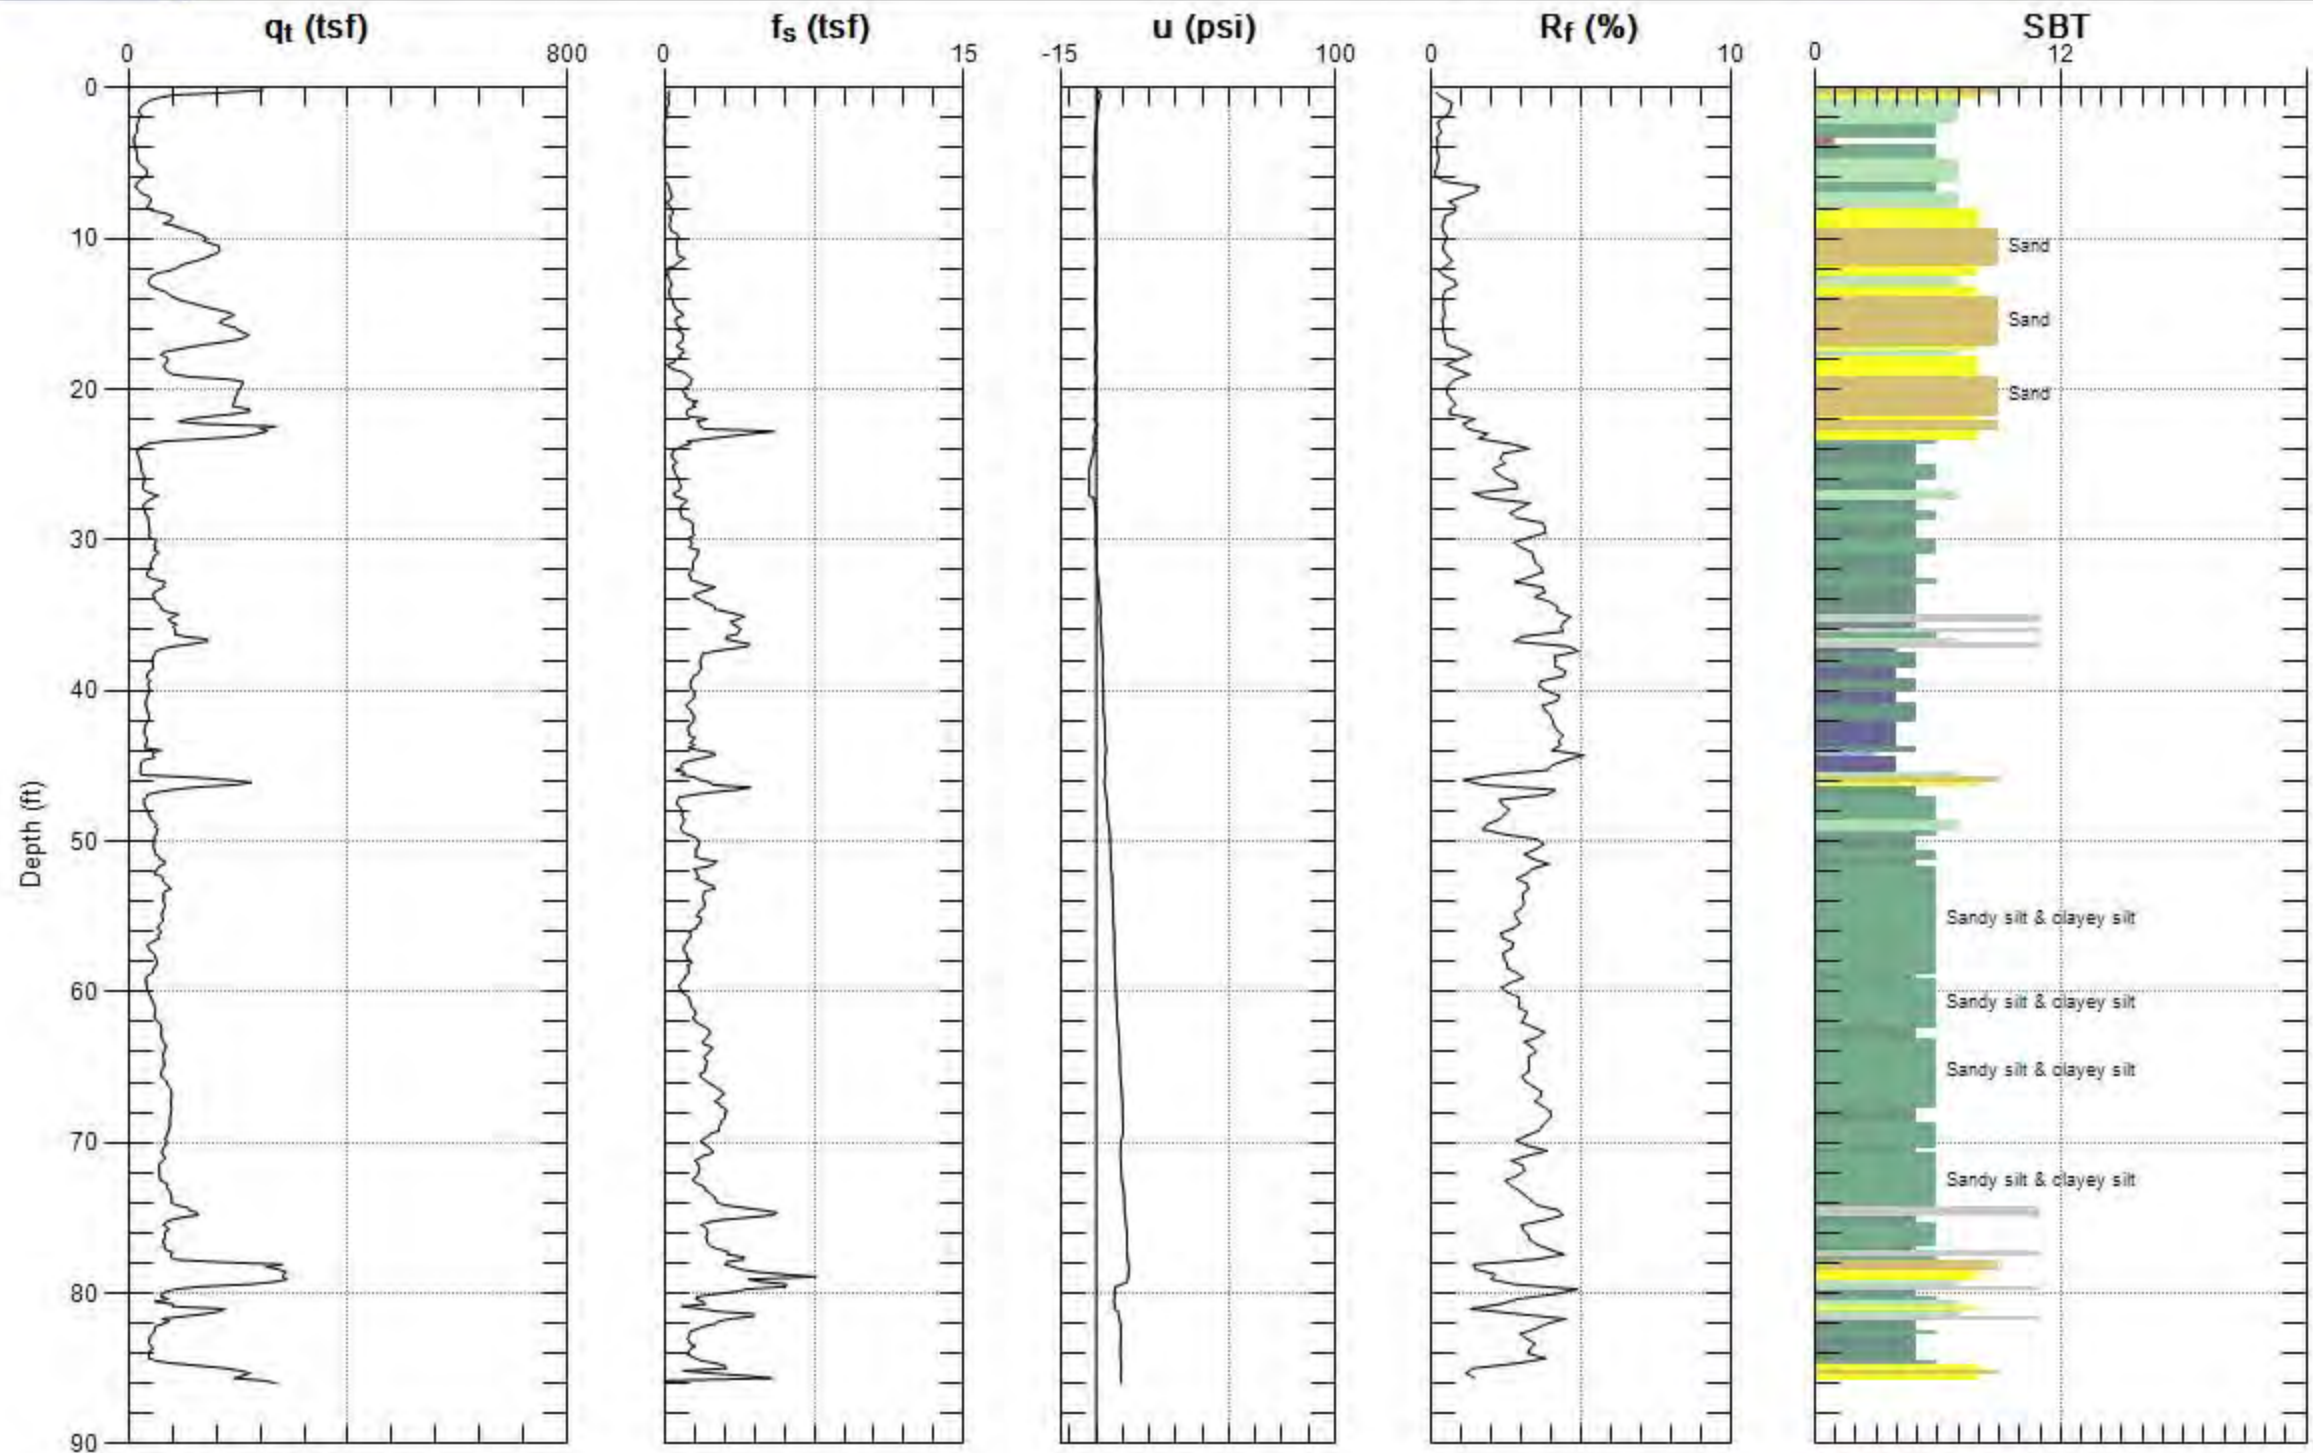 qt (tsf) fs (tsf) u (psi) Rf (%) SBT
0 800 0 15 -15 100 0 10 0 12
0
10
Sand
Sand
20
Sand
30
40
Depth (ft)
50
Sandy silt & clayey silt
60
Sandy silt & clayey silt
Sandy silt & clayey silt
70
Sandy silt & clayey silt
80
90